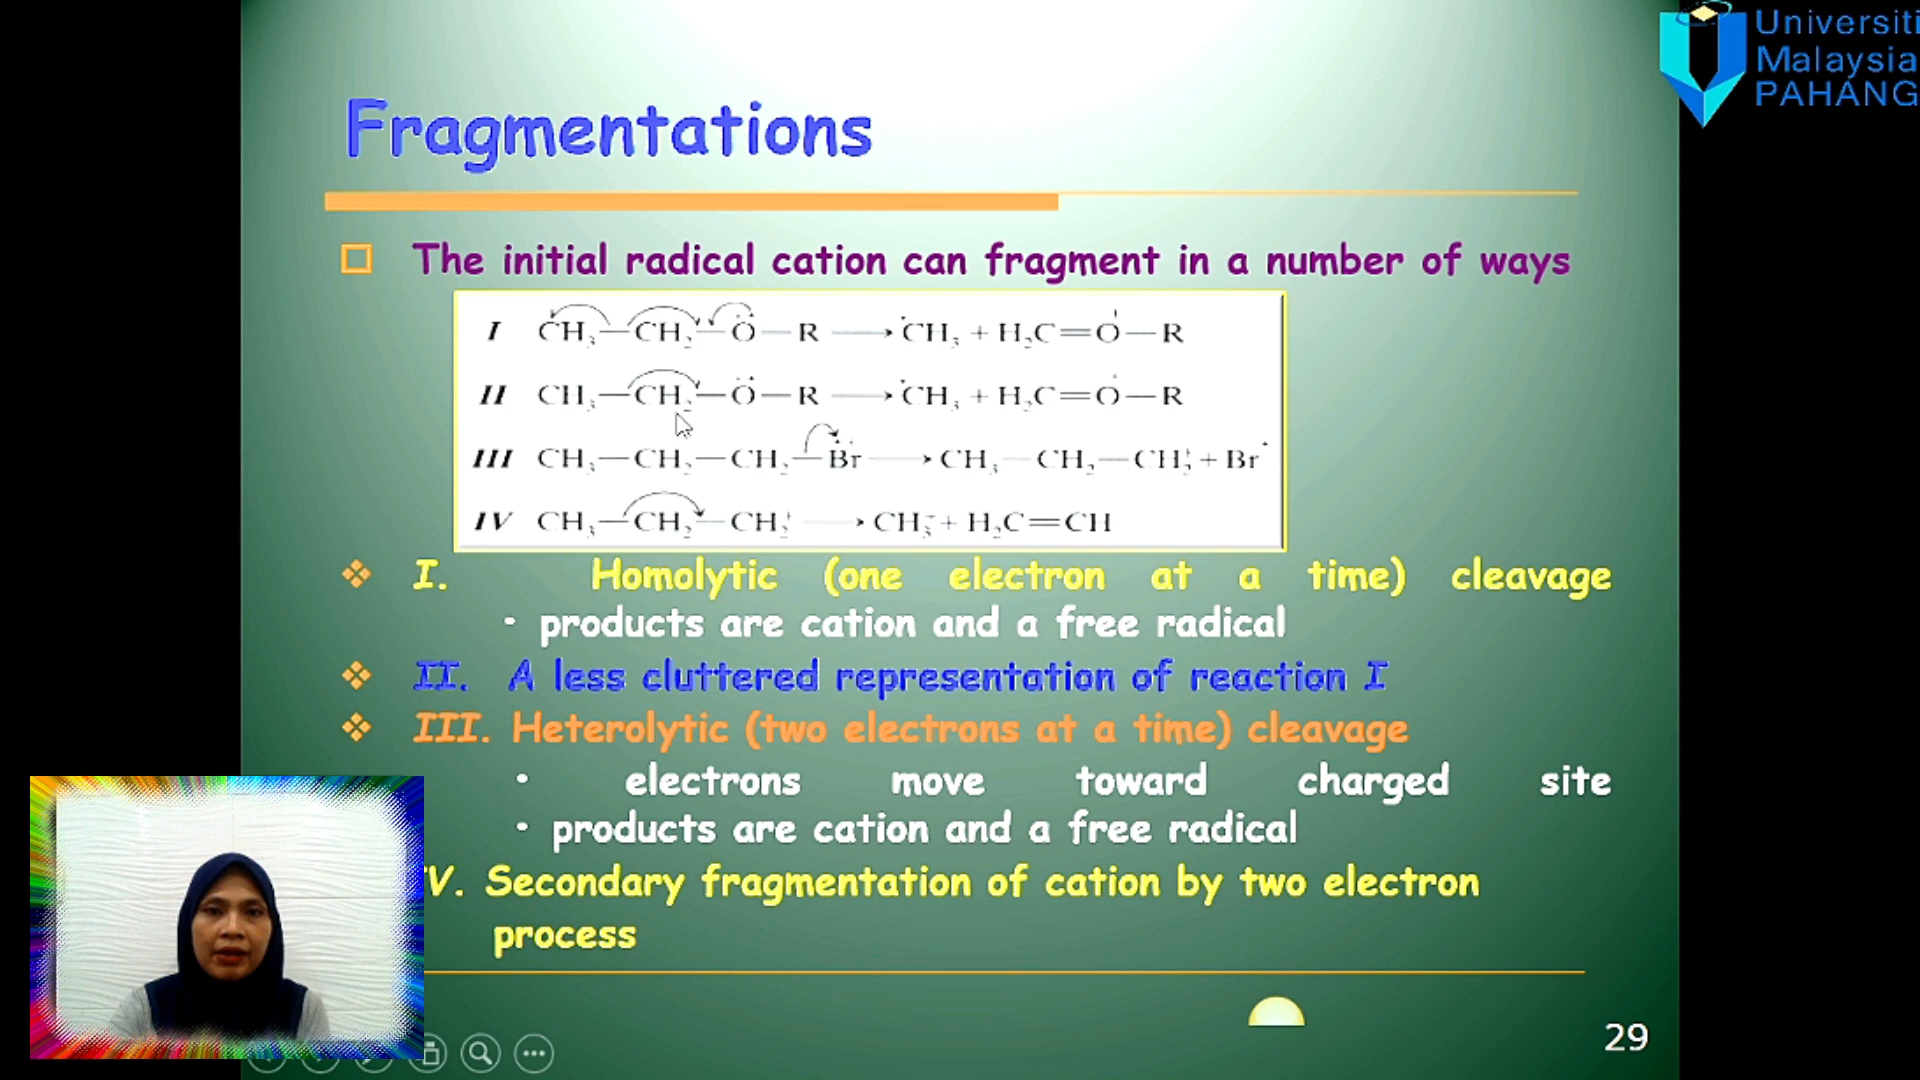 Universiti
Malaysia
PAHANG
Fragmentations
The initial radical cation can fragment in a number of ways
I CH₃—CH₂—Ö—R → ·CH₃ + H₂C=O—R
II CH₃—CH₂—Ö—R → ·CH₃ + H₂C=O—R
III CH₃—CH₂—CH₂—Br → CH₃—CH₂—CH₂⁺ + Br·
IV CH₃—CH₂—CH₂⁺ → CH₃⁻ + H₂C=CH
I. Homolytic (one electron at a time) cleavage
· products are cation and a free radical
II. A less cluttered representation of reaction I
III. Heterolytic (two electrons at a time) cleavage
· electrons move toward charged site
· products are cation and a free radical
V. Secondary fragmentation of cation by two electron
process
29